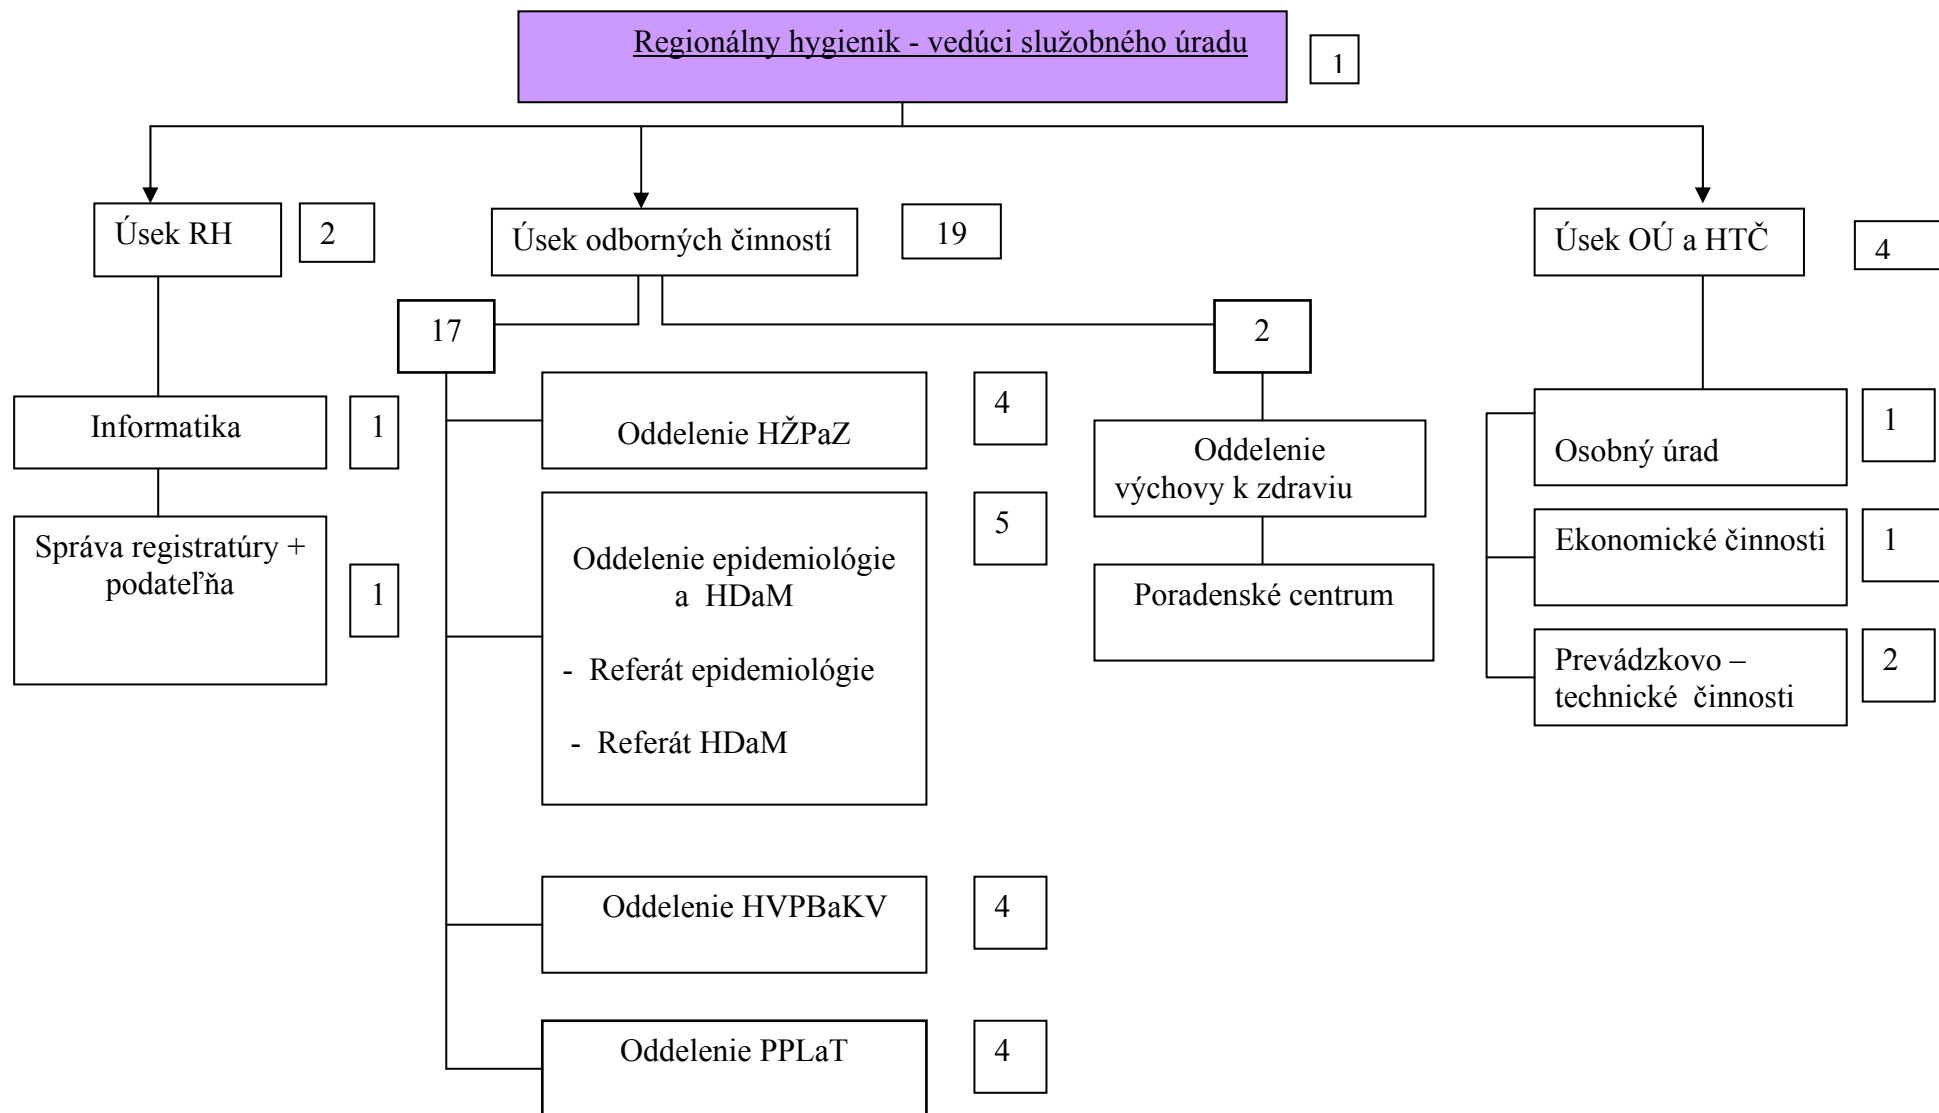 Regionálny hygienik - vedúci služobného úradu
1
Úsek RH
2
Úsek odborných činností
19
Úsek OÚ a HTČ
4
17
2
Informatika
1
Správa registratúry +
podateľňa
1
Oddelenie HŽPaZ
4
Oddelenie epidemiológie
a HDaM
- Referát epidemiológie
- Referát HDaM
5
Oddelenie HVPBaKV
4
Oddelenie PPLaT
4
Oddelenie
výchovy k zdraviu
Poradenské centrum
Osobný úrad
1
Ekonomické činnosti
1
Prevádzkovo –
technické činnosti
2